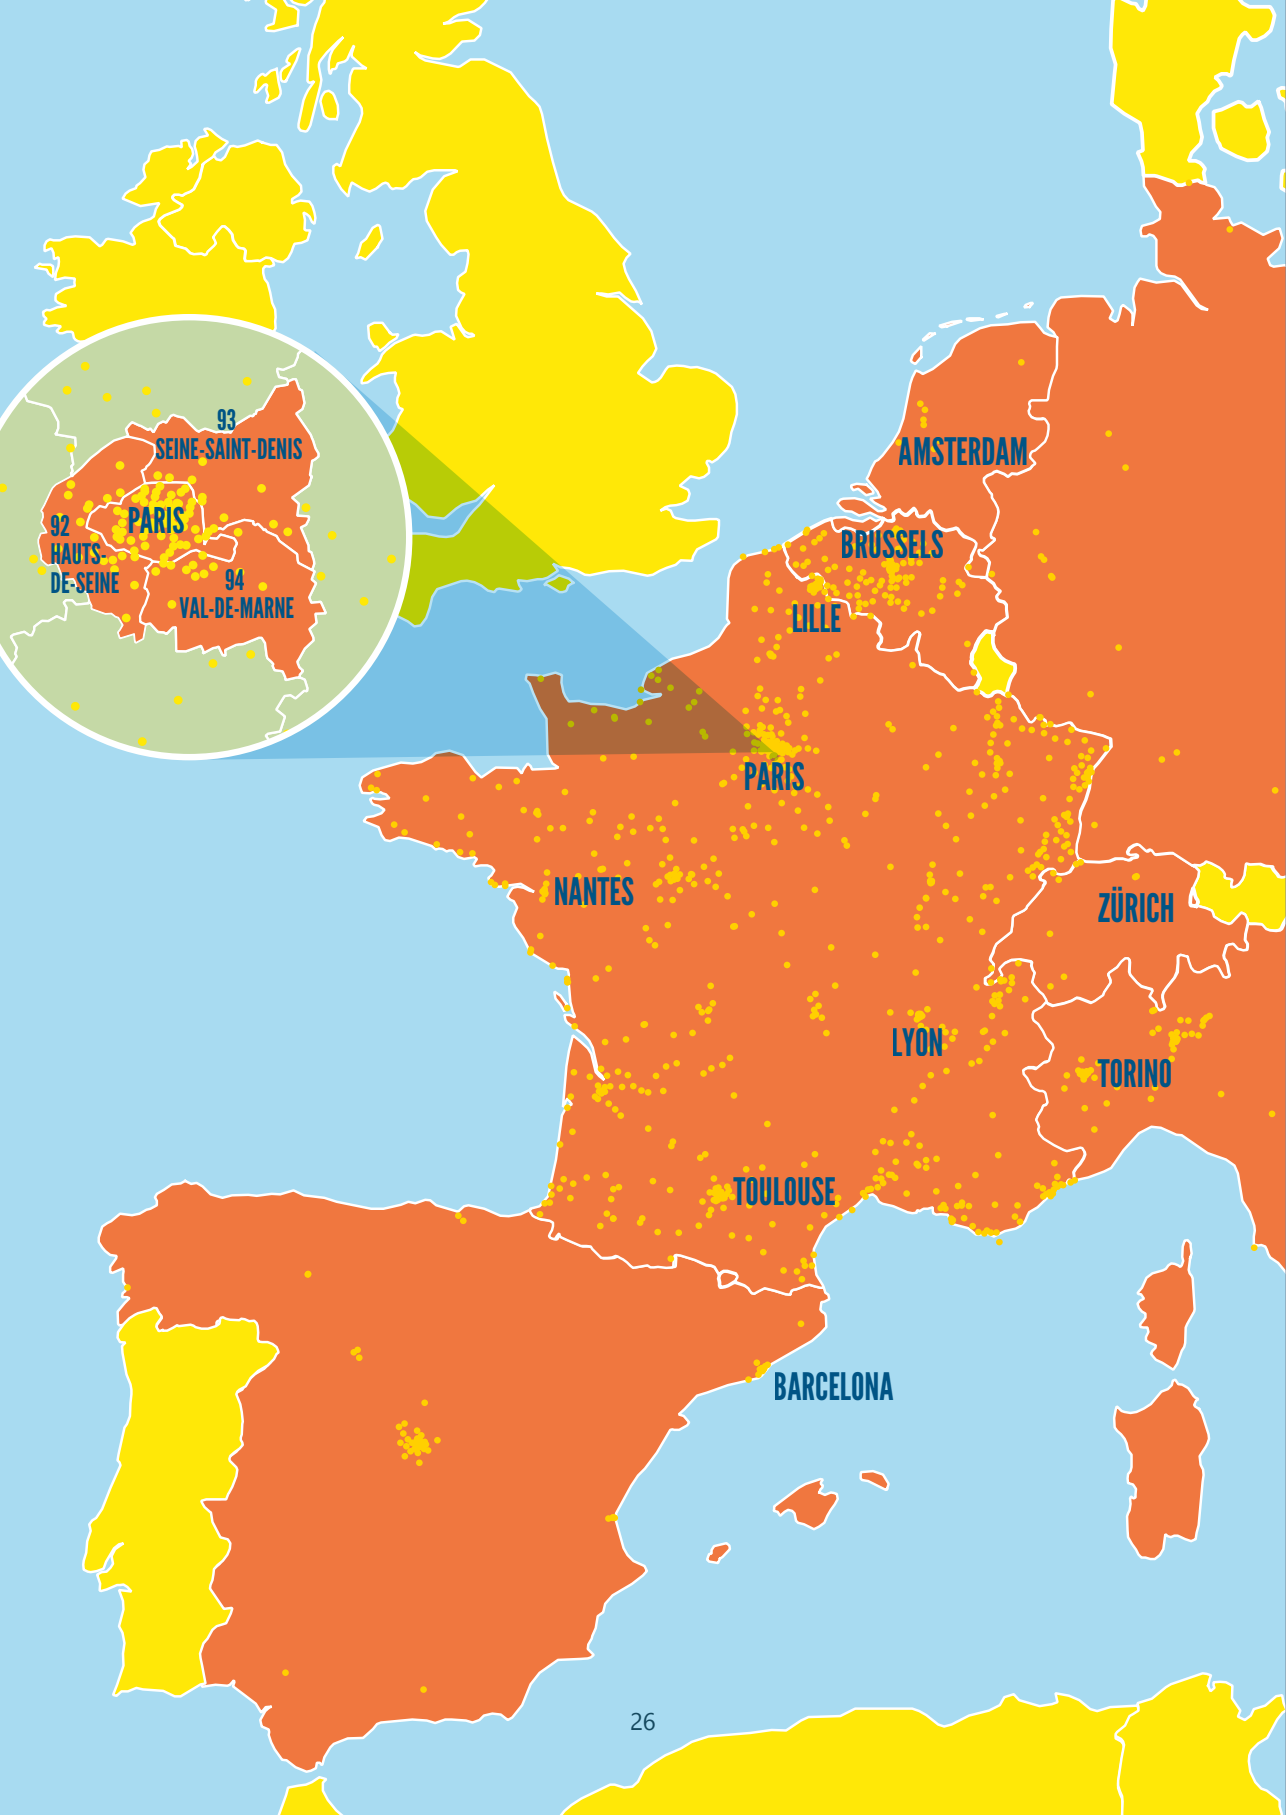 93
SEINE-SAINT-DENIS
PARIS
92
HAUTS-
DE-SEINE
94
VAL-DE-MARNE
AMSTERDAM
BRUSSELS
LILLE
PARIS
NANTES
ZÜRICH
LYON
TORINO
TOULOUSE
BARCELONA
26